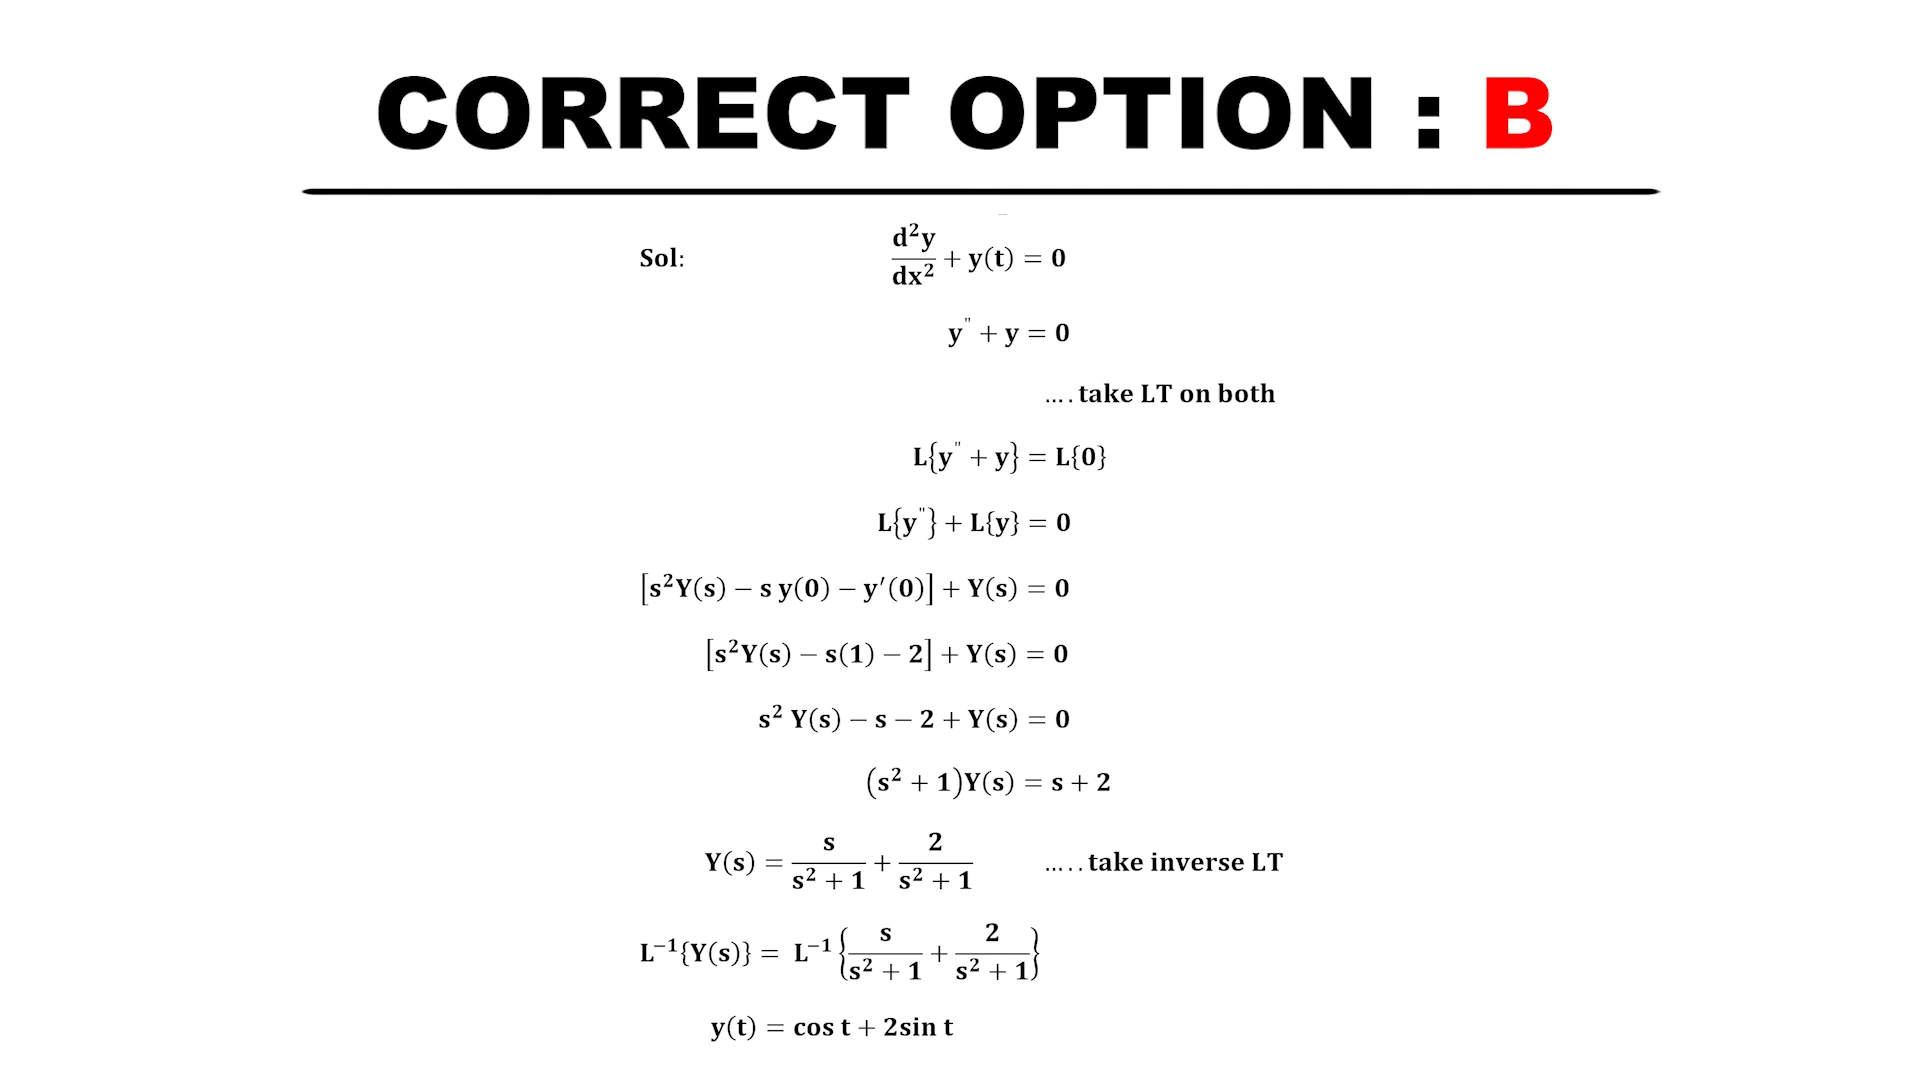 CORRECT OPTION : B
Sol: d²y/dx² + y(t) = 0
y" + y = 0
.... take LT on both
L{y" + y} = L{0}
L{y"} + L{y} = 0
[s²Y(s) − s y(0) − y′(0)] + Y(s) = 0
[s²Y(s) − s(1) − 2] + Y(s) = 0
s² Y(s) − s − 2 + Y(s) = 0
(s² + 1)Y(s) = s + 2
Y(s) = s/(s² + 1) + 2/(s² + 1) ..... take inverse LT
L⁻¹{Y(s)} = L⁻¹ {s/(s² + 1) + 2/(s² + 1)}
y(t) = cos t + 2sin t